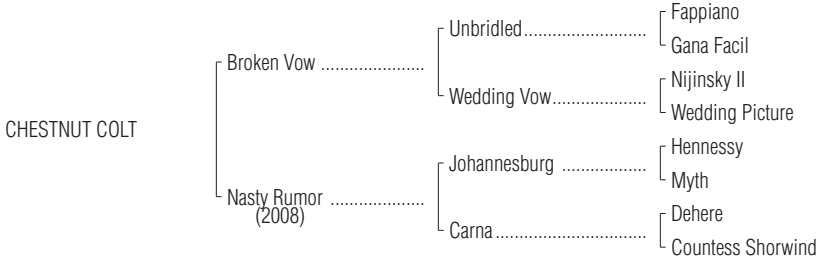 Fappiano
Unbridled..........................
Gana Facil
Broken Vow ......................
Nijinsky II
Wedding Vow....................
Wedding Picture
CHESTNUT COLT
Hennessy
Johannesburg ..................
Myth
Nasty Rumor ....................
(2008)
Dehere
Carna................................
Countess Shorwind